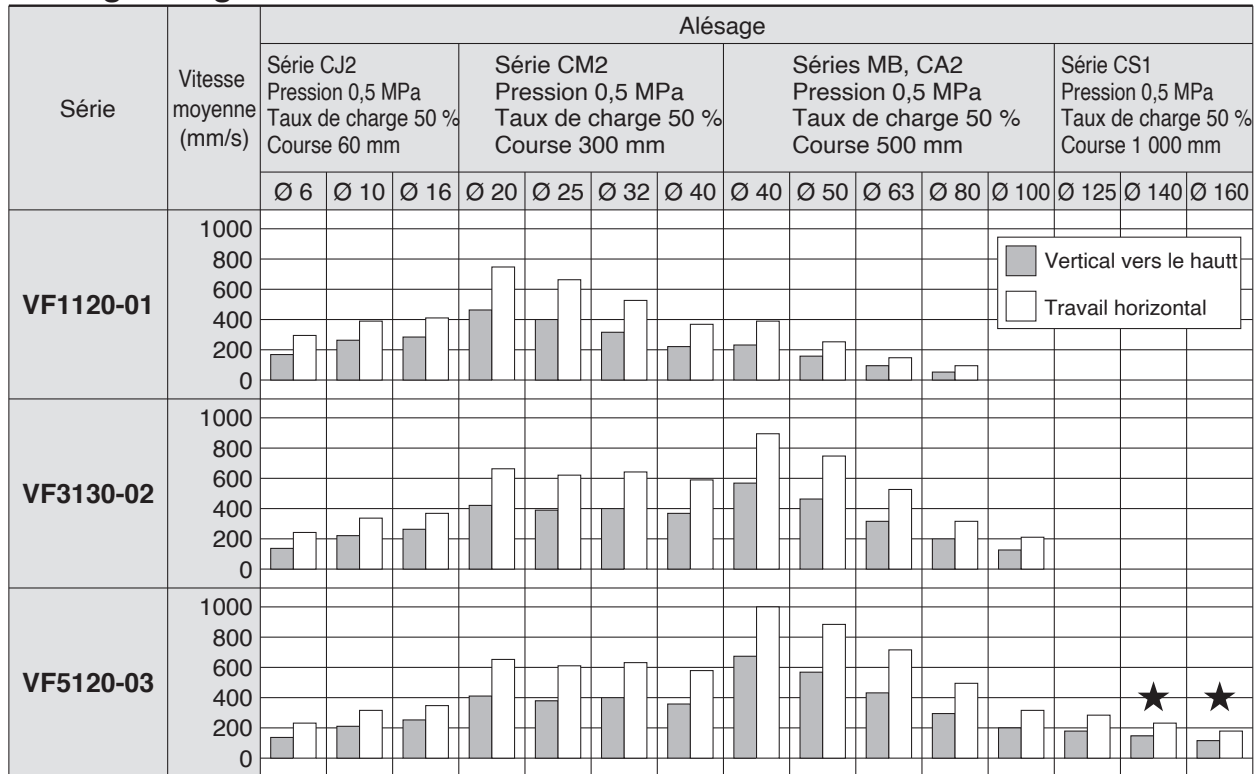 Alésage
Série
Vitesse
moyenne
(mm/s)
Série CJ2
Pression 0,5 MPa
Taux de charge 50 %
Course 60 mm
Série CM2
Pression 0,5 MPa
Taux de charge 50 %
Course 300 mm
Séries MB, CA2
Pression 0,5 MPa
Taux de charge 50 %
Course 500 mm
Série CS1
Pression 0,5 MPa
Taux de charge 50 %
Course 1 000 mm
Ø 6 Ø 10 Ø 16 Ø 20 Ø 25 Ø 32 Ø 40 Ø 40 Ø 50 Ø 63 Ø 80 Ø 100 Ø 125 Ø 140 Ø 160
VF1120-01
1000
800
600
400
200
0
Vertical vers le hautt
Travail horizontal
VF3130-02
1000
800
600
400
200
0
VF5120-03
1000
800
600
400
200
0
★ ★